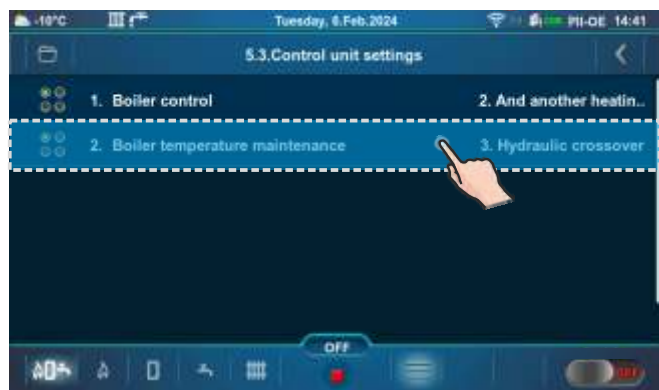 -10°C Tuesday, 6.Feb.2024 PII-OE 14:41
5.3.Control unit settings
1. Boiler control 2. And another heatin..
2. Boiler temperature maintenance 3. Hydraulic crossover
OFF
OFF